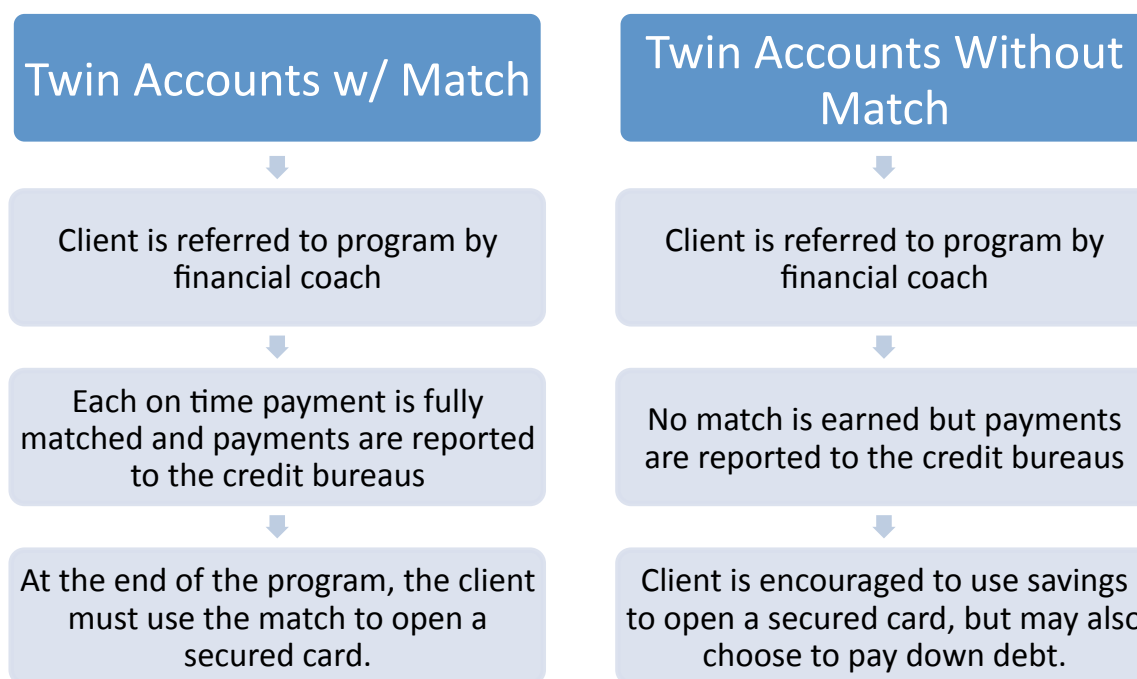 Twin Accounts w/ Match
Client is referred to program by
financial coach
Each on time payment is fully
matched and payments are reported
to the credit bureaus
At the end of the program, the client
must use the match to open a
secured card.
Twin Accounts Without
Match
Client is referred to program by
financial coach
No match is earned but payments
are reported to the credit bureaus
Client is encouraged to use savings
to open a secured card, but may also
choose to pay down debt.